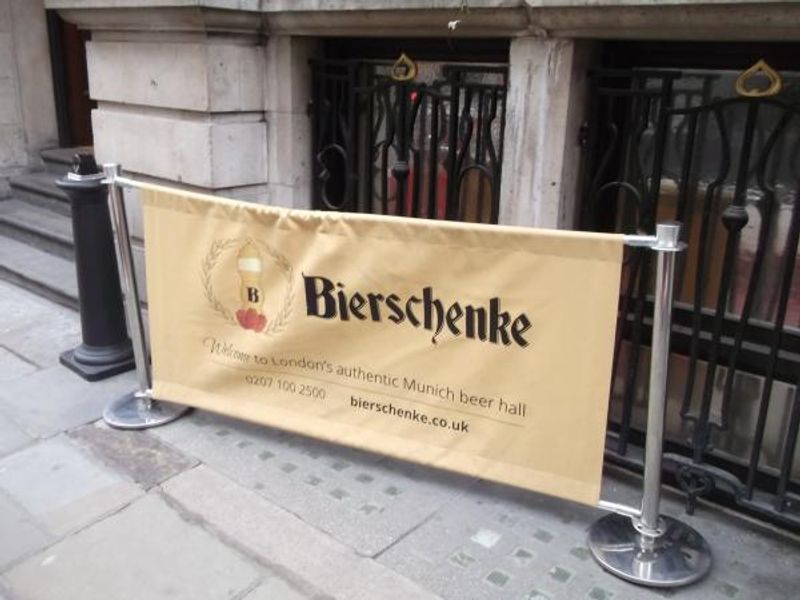 B
Bierschenke
Welcome to London's authentic Munich beer hall
0207 100 2500
bierschenke.co.uk